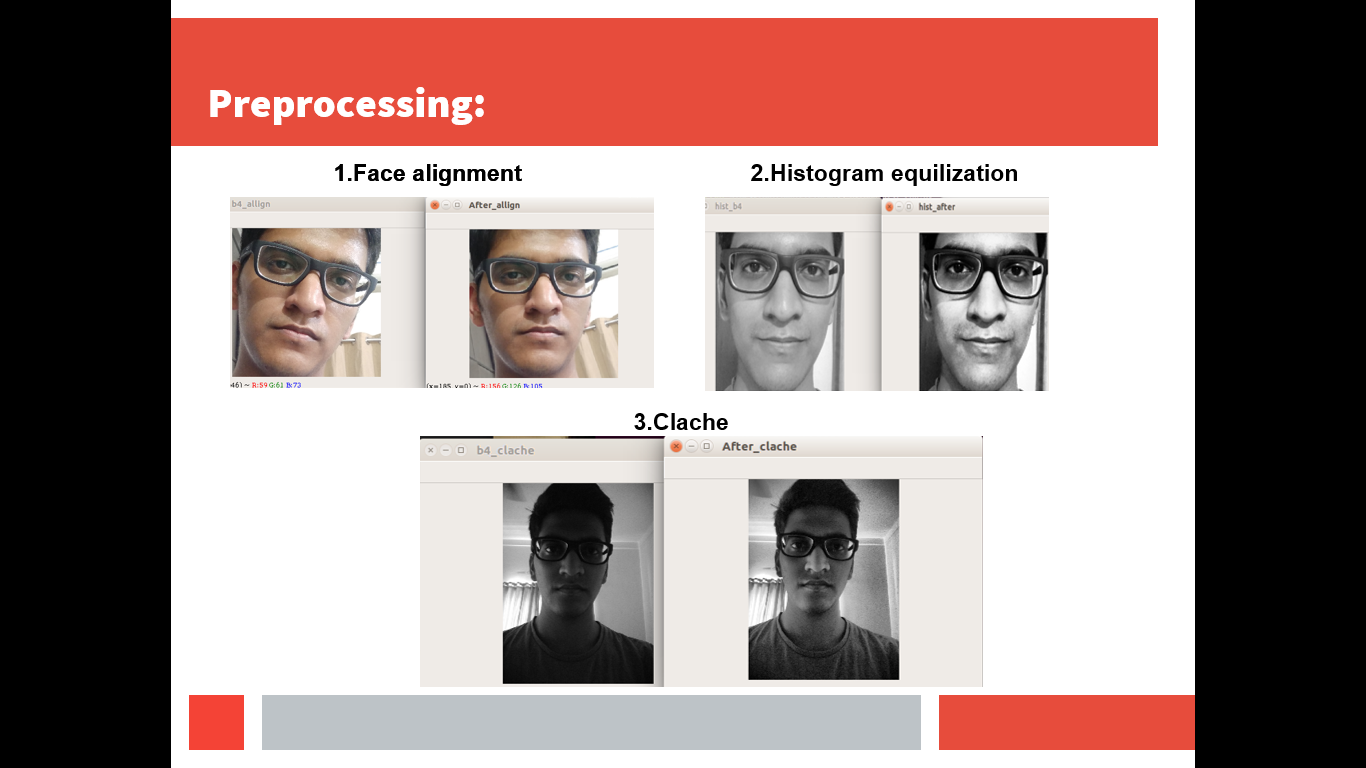 Preprocessing:
1.Face alignment
2.Histogram equilization
b4_allign
After_allign
hist_b4
hist_after
46) ~ R:59 G:61 B:73
(x=185, y=0) ~ R:156 G:126 B:105
3.Clache
b4_clache
After_clache